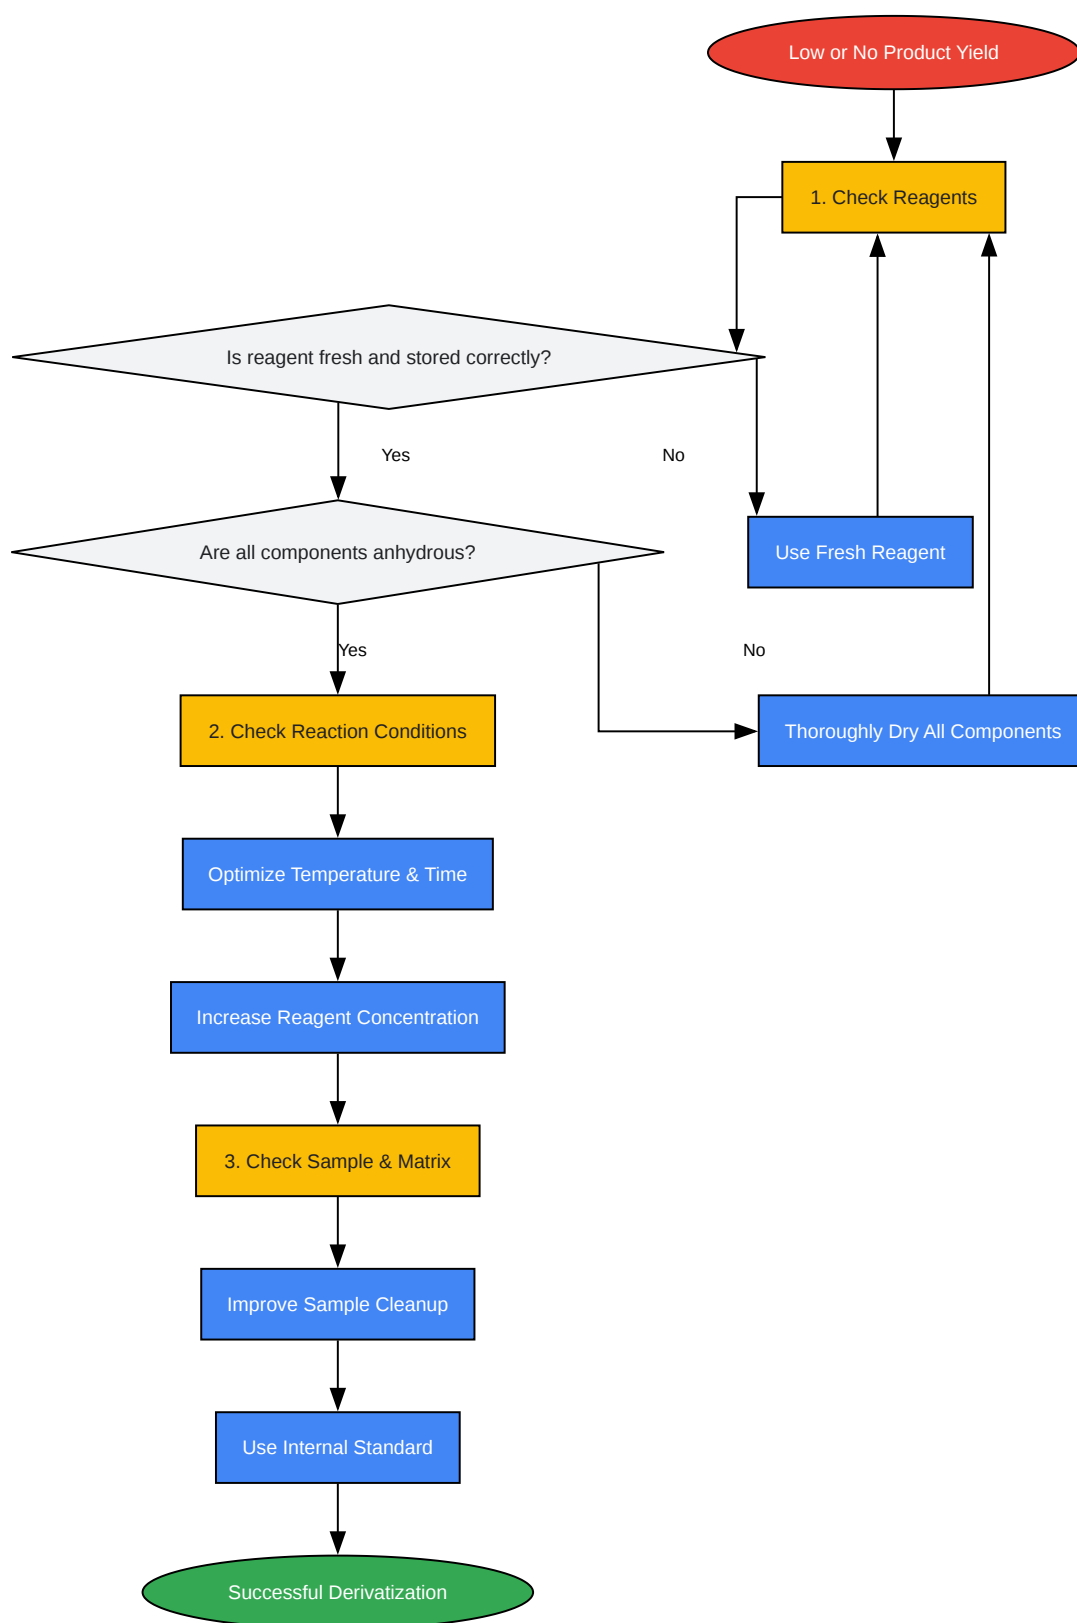 Low or No Product Yield
1. Check Reagents
Is reagent fresh and stored correctly?
Yes
No
Are all components anhydrous?
Use Fresh Reagent
Yes
No
2. Check Reaction Conditions
Thoroughly Dry All Components
Optimize Temperature & Time
Increase Reagent Concentration
3. Check Sample & Matrix
Improve Sample Cleanup
Use Internal Standard
Successful Derivatization